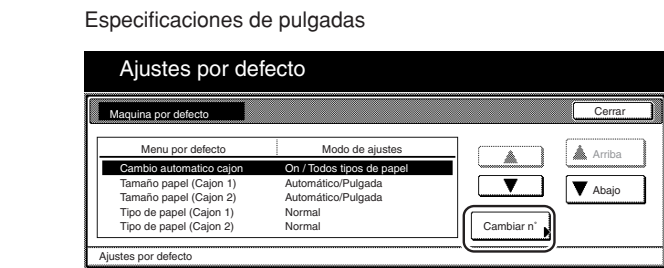 Especificaciones de pulgadas
Ajustes por defecto
Maquina por defecto
Cerrar
Menu por defecto Modo de ajustes
Cambio automatico cajon On / Todos tipos de papel
Tamaño papel (Cajon 1) Automático/Pulgada
Tamaño papel (Cajon 2) Automático/Pulgada
Tipo de papel (Cajon 1) Normal
Tipo de papel (Cajon 2) Normal
Arriba
Abajo
Cambiar n˚
Ajustes por defecto